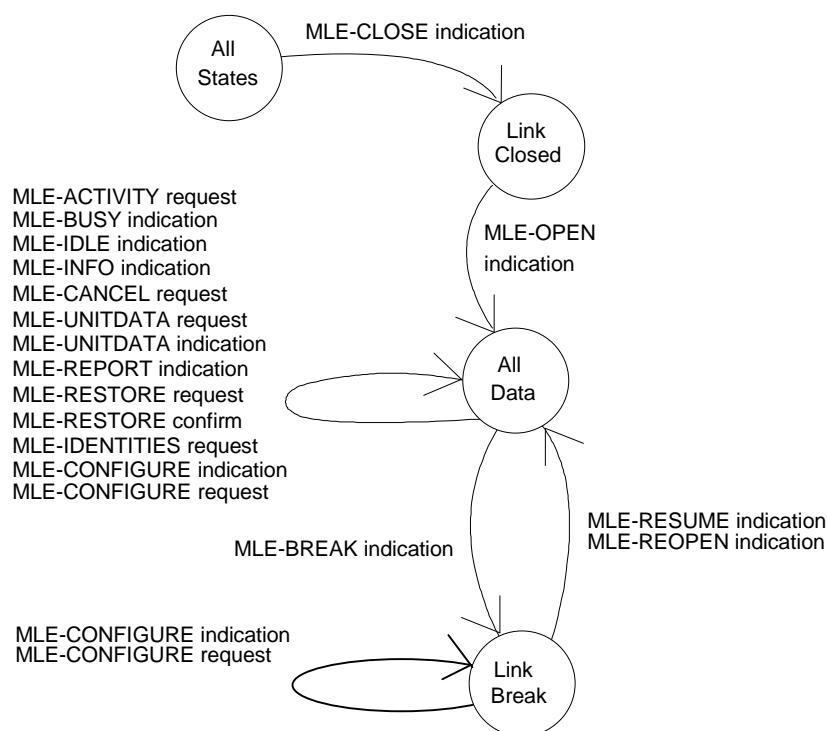 MLE-CLOSE indication
All
States
Link
Closed
MLE-ACTIVITY request
MLE-BUSY indication
MLE-IDLE indication
MLE-INFO indication
MLE-CANCEL request
MLE-UNITDATA request
MLE-UNITDATA indication
MLE-REPORT indication
MLE-RESTORE request
MLE-RESTORE confirm
MLE-IDENTITIES request
MLE-CONFIGURE indication
MLE-CONFIGURE request
MLE-OPEN
indication
All
Data
MLE-BREAK indication
MLE-RESUME indication
MLE-REOPEN indication
MLE-CONFIGURE indication
MLE-CONFIGURE request
Link
Break